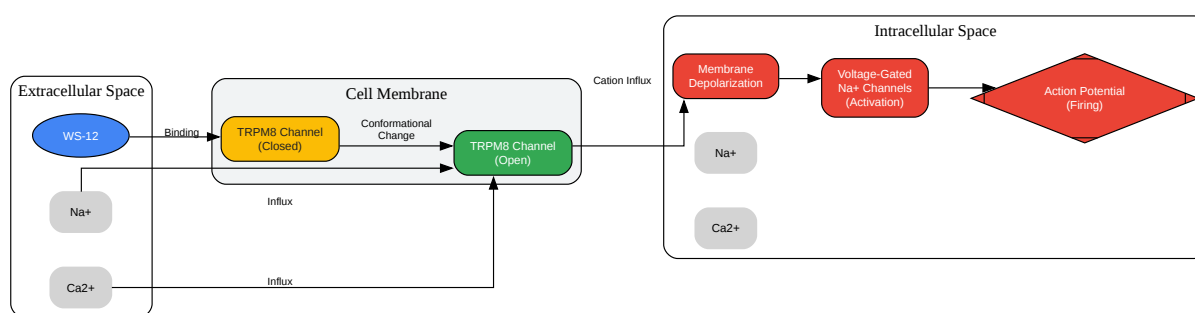 Extracellular Space
WS-12
Na+
Ca2+
Binding
Influx
Influx
Cell Membrane
TRPM8 Channel
(Closed)
Conformational
Change
TRPM8 Channel
(Open)
Cation Influx
Intracellular Space
Membrane
Depolarization
Voltage-Gated
Na+ Channels
(Activation)
Action Potential
(Firing)
Na+
Ca2+